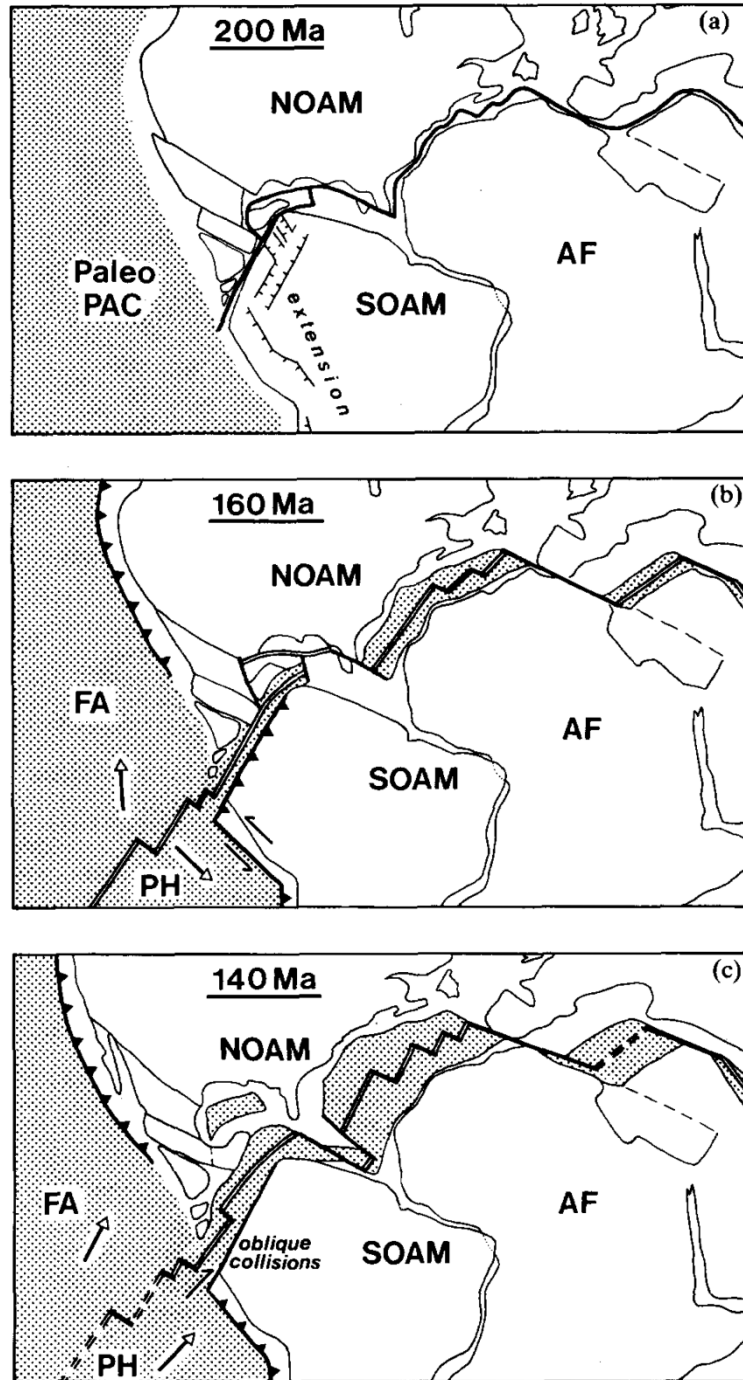 (a)
200 Ma
NOAM
Paleo
PAC
AF
SOAM
extension
(b)
160 Ma
NOAM
FA
AF
SOAM
PH
(c)
140 Ma
NOAM
FA
AF
oblique
collisions
SOAM
PH